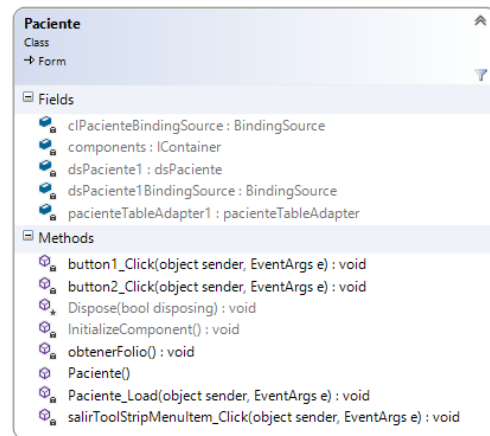 Paciente
Class
Form
Fields
clPacienteBindingSource : BindingSource
components : IContainer
dsPaciente1 : dsPaciente
dsPaciente1BindingSource : BindingSource
pacienteTableAdapter1 : pacienteTableAdapter
Methods
button1_Click(object sender, EventArgs e) : void
button2_Click(object sender, EventArgs e) : void
Dispose(bool disposing) : void
InitializeComponent() : void
obtenerFolio() : void
Paciente()
Paciente_Load(object sender, EventArgs e) : void
salirToolStripMenuItem_Click(object sender, EventArgs e) : void